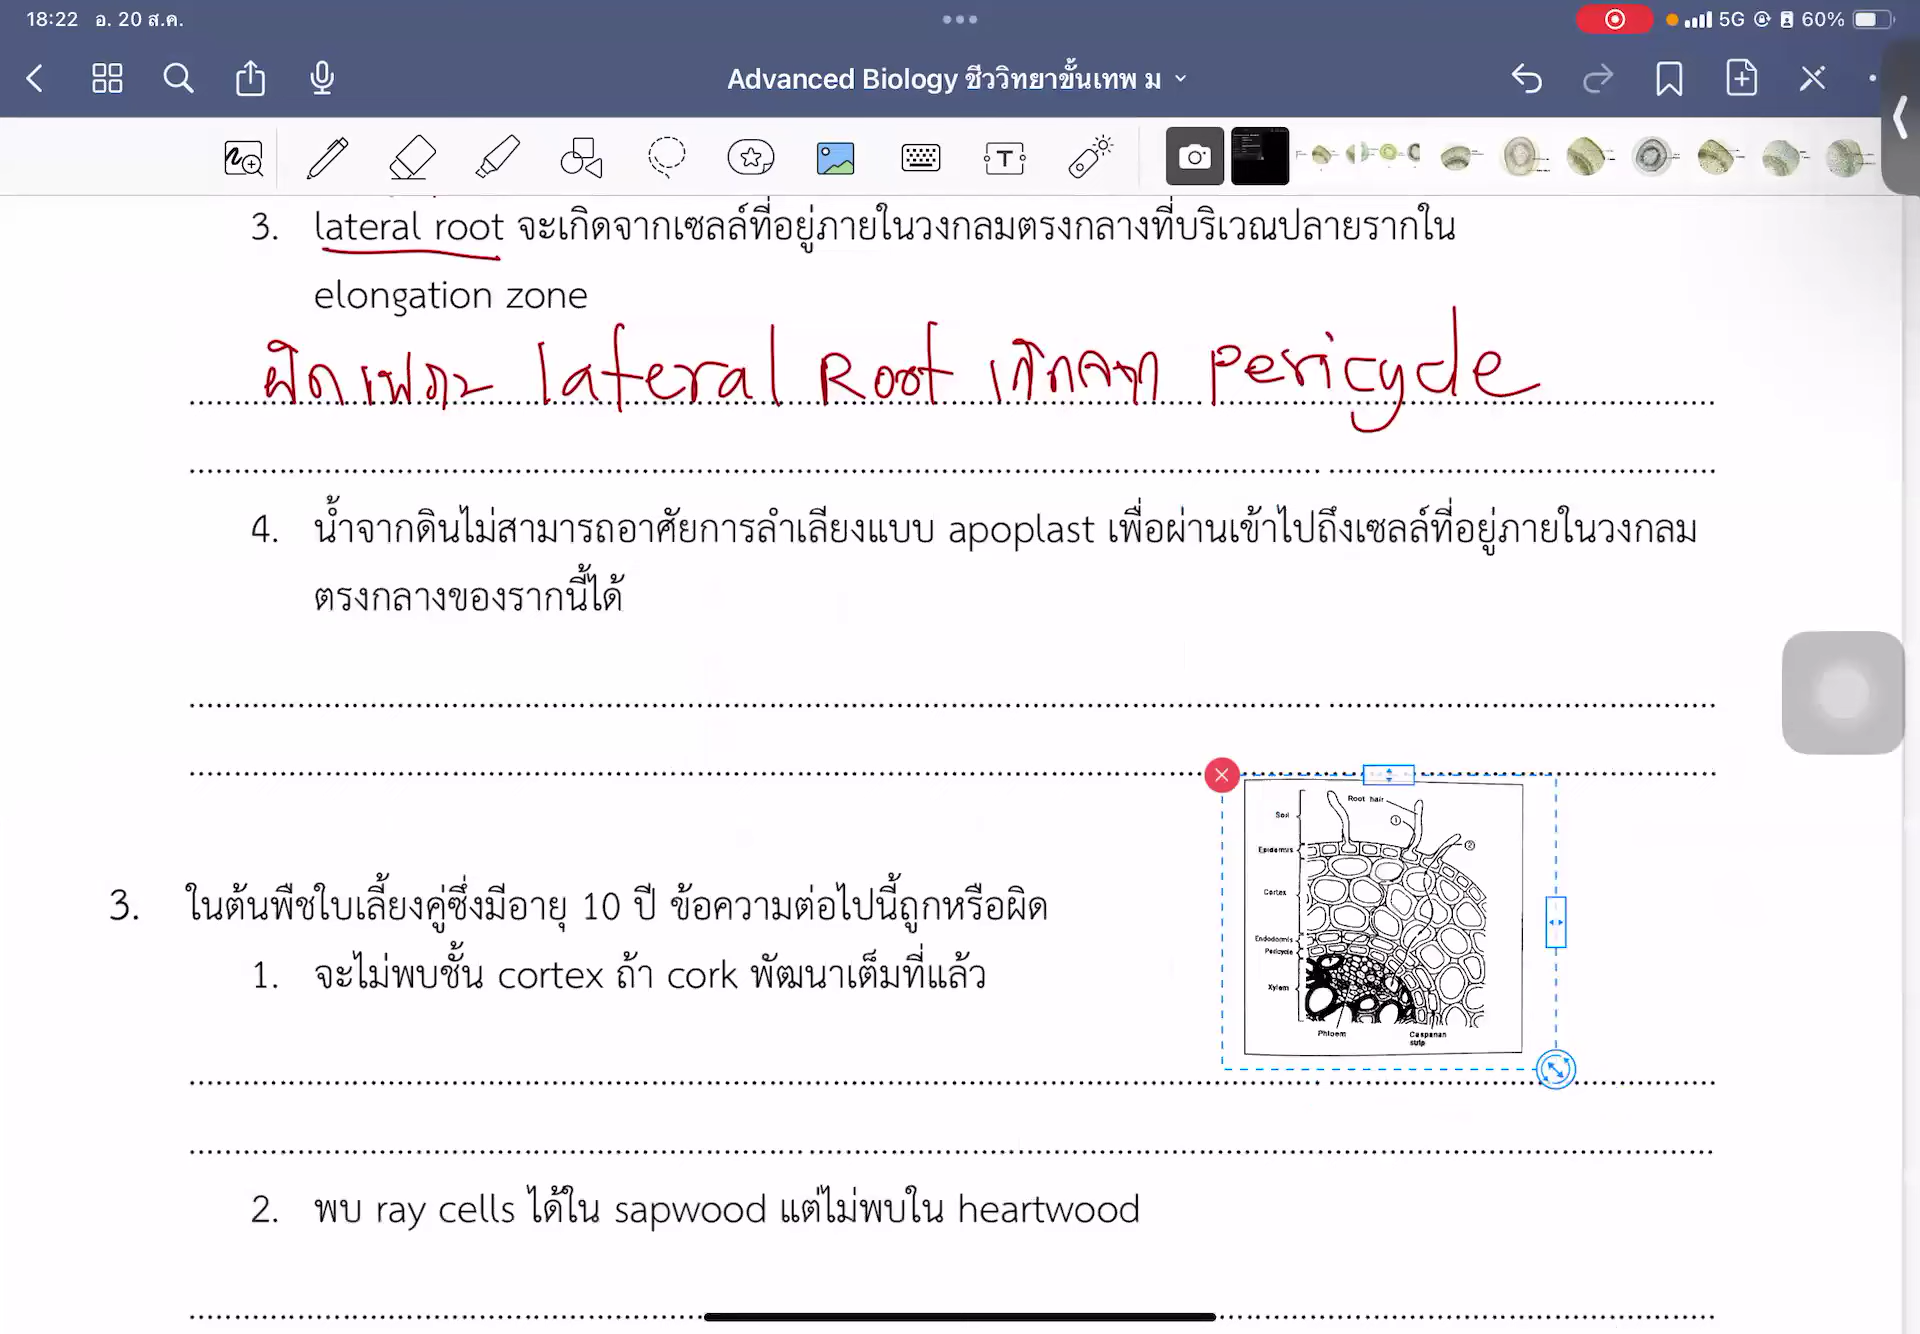 18:22 อ. 20 ส.ค.
5G 60%
Advanced Biology ชีววิทยาขั้นเทพ ม
3. lateral root จะเกิดจากเซลล์ที่อยู่ภายในวงกลมตรงกลางที่บริเวณปลายรากใน
elongation zone
ผิด เพราะ lateral Root เกิดจาก pericycle
4. น้ำจากดินไม่สามารถอาศัยการลำเลียงแบบ apoplast เพื่อผ่านเข้าไปถึงเซลล์ที่อยู่ภายในวงกลม
ตรงกลางของรากนี้ได้
Root hair
Soil
1
2
Epidermis
Cortex
Endodermis
Pericycle
Xylem
Phloem
Casparian
strip
3. ในต้นพืชใบเลี้ยงคู่ซึ่งมีอายุ 10 ปี ข้อความต่อไปนี้ถูกหรือผิด
1. จะไม่พบชั้น cortex ถ้า cork พัฒนาเต็มที่แล้ว
2. พบ ray cells ได้ใน sapwood แต่ไม่พบใน heartwood